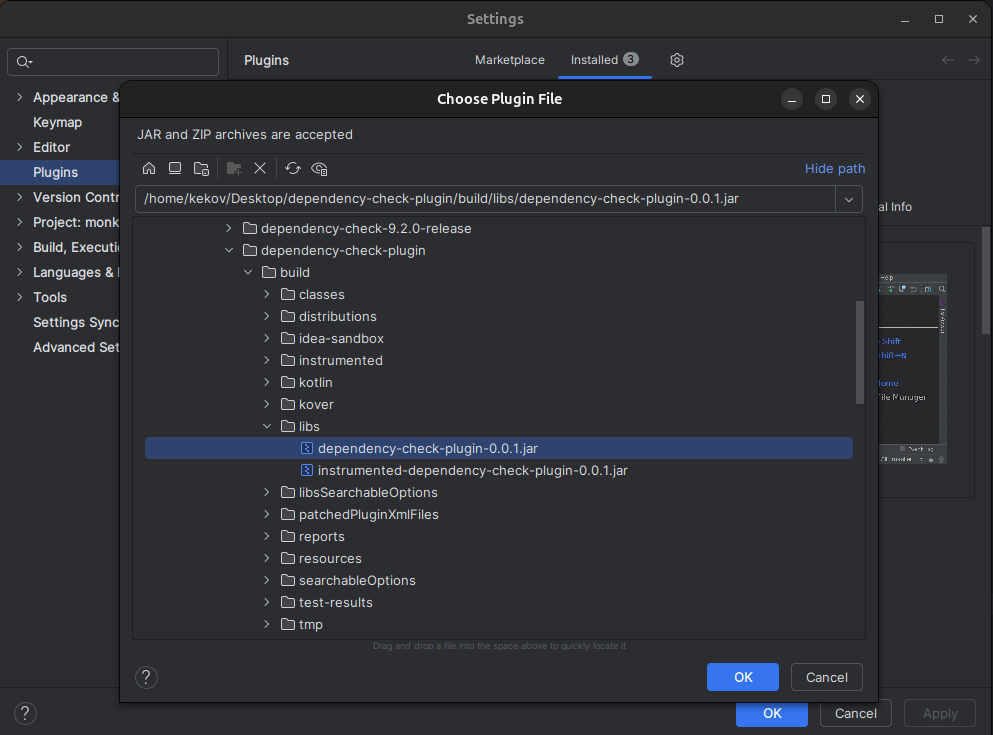 Settings
Plugins
Marketplace
Installed 3
Appearance &
Keymap
Editor
Plugins
Version Contr
Project: monk
Build, Executi
Languages &
Tools
Settings Sync
Advanced Set
al Info
Choose Plugin File
JAR and ZIP archives are accepted
Hide path
/home/kekov/Desktop/dependency-check-plugin/build/libs/dependency-check-plugin-0.0.1.jar
dependency-check-9.2.0-release
dependency-check-plugin
build
classes
distributions
idea-sandbox
instrumented
kotlin
kover
libs
dependency-check-plugin-0.0.1.jar
instrumented-dependency-check-plugin-0.0.1.jar
libsSearchableOptions
patchedPluginXmlFiles
reports
resources
searchableOptions
test-results
tmp
Drag and drop a file into the space above to quickly locate it
?
OK
Cancel
?
OK
Cancel
Apply